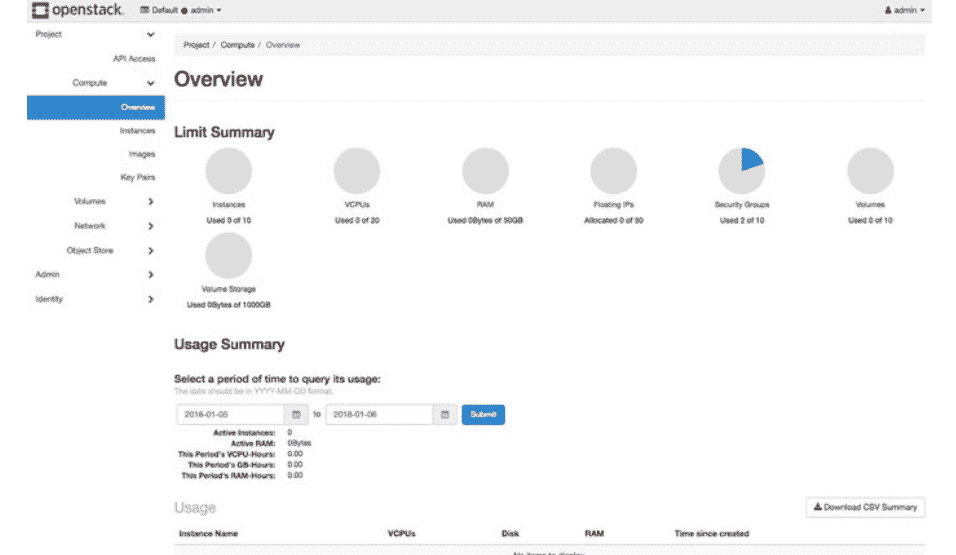 openstack. Default admin admin
Project
API Access
Compute
Overview
Instances
Images
Key Pairs
Volumes
Network
Object Store
Admin
Identity
Project / Compute / Overview
Overview
Limit Summary
Instances VCPUs RAM Floating IPs Security Groups Volumes
Used 0 of 10 Used 0 of 20 Used 0Bytes of 50GB Allocated 0 of 50 Used 2 of 10 Used 0 of 10
Volume Storage
Used 0Bytes of 1000GB
Usage Summary
Select a period of time to query its usage:
The date should be in YYYY-MM-DD format.
2018-01-05 to 2018-01-06 Submit
Active Instances: 0
Active RAM: 0Bytes
This Period's VCPU-Hours: 0.00
This Period's GB-Hours: 0.00
This Period's RAM-Hours: 0.00
Usage Download CSV Summary
Instance Name VCPUs Disk RAM Time since created
No items to display.